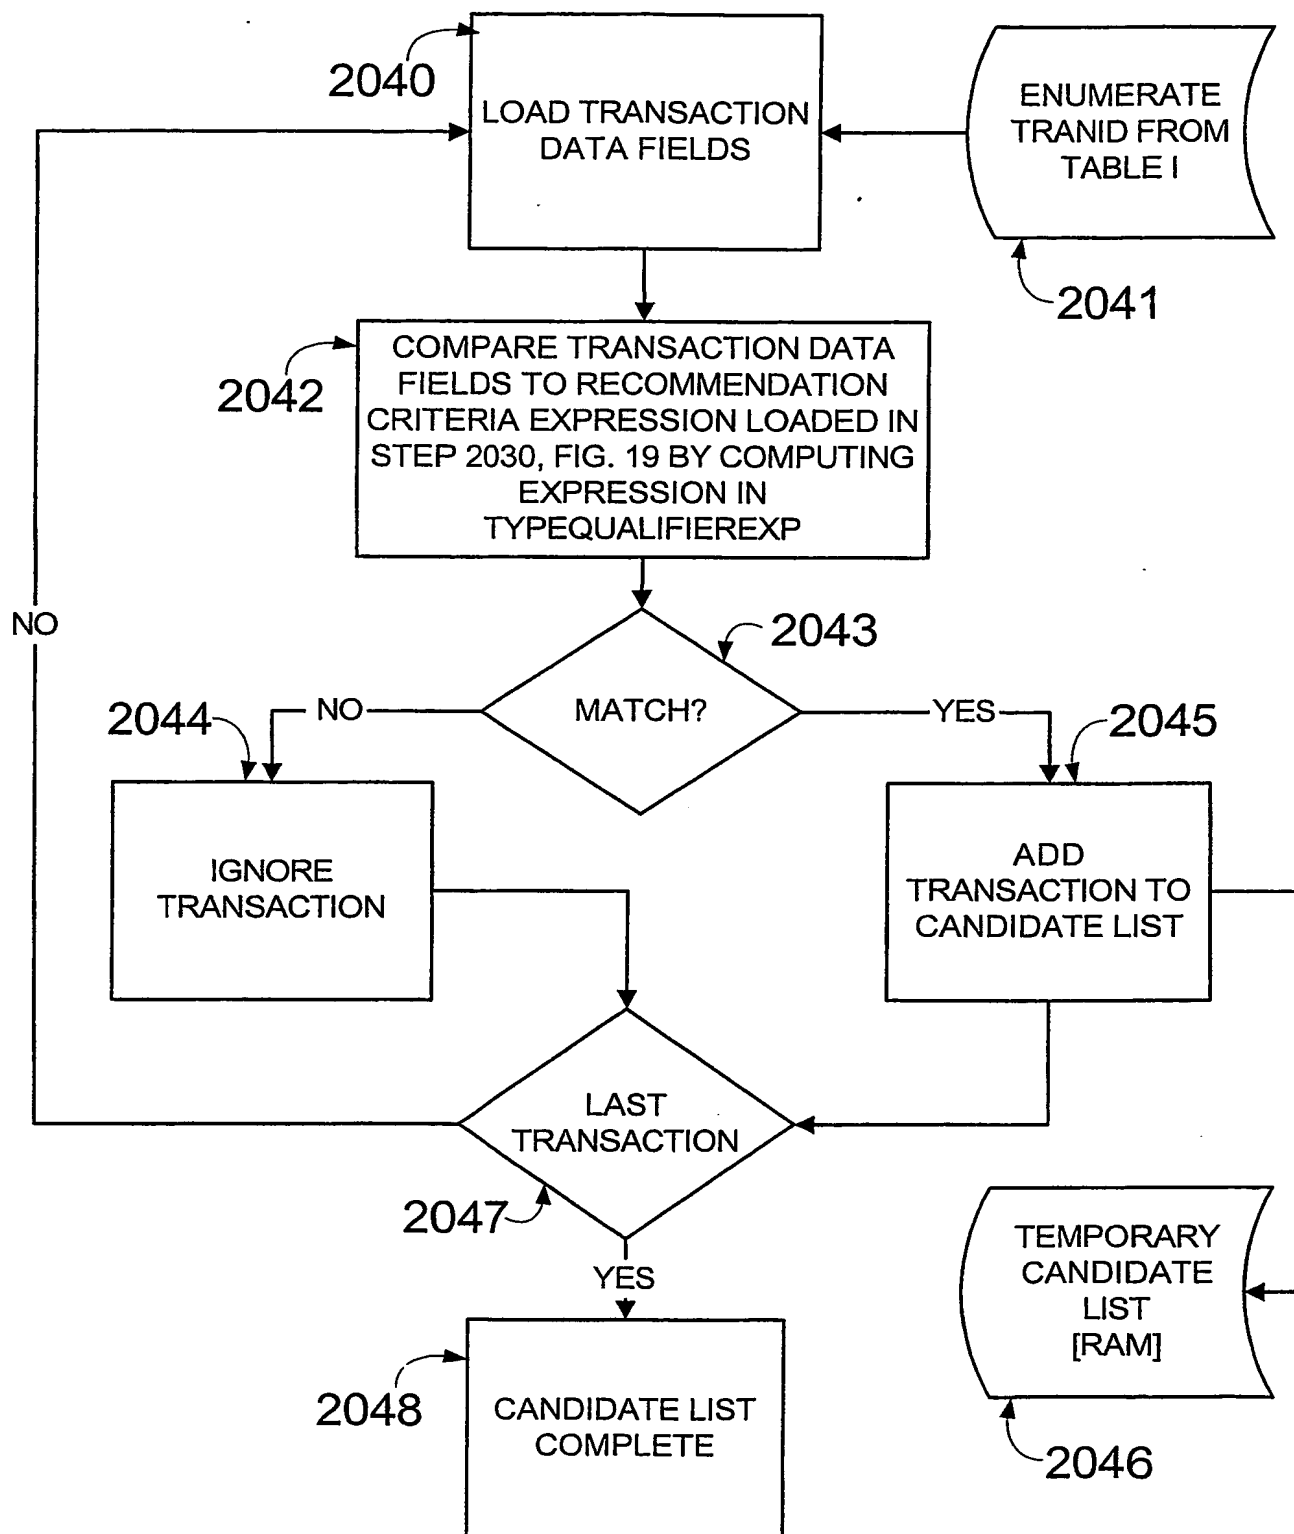 2040
LOAD TRANSACTION
DATA FIELDS
ENUMERATE
TRANID FROM
TABLE I
2041
2042
COMPARE TRANSACTION DATA
FIELDS TO RECOMMENDATION
CRITERIA EXPRESSION LOADED IN
STEP 2030, FIG. 19 BY COMPUTING
EXPRESSION IN
TYPEQUALIFIEREXP
NO
2043
MATCH?
NO
YES
2044
2045
IGNORE
TRANSACTION
ADD
TRANSACTION TO
CANDIDATE LIST
LAST
TRANSACTION
2047
YES
TEMPORARY
CANDIDATE
LIST
[RAM]
2046
2048
CANDIDATE LIST
COMPLETE